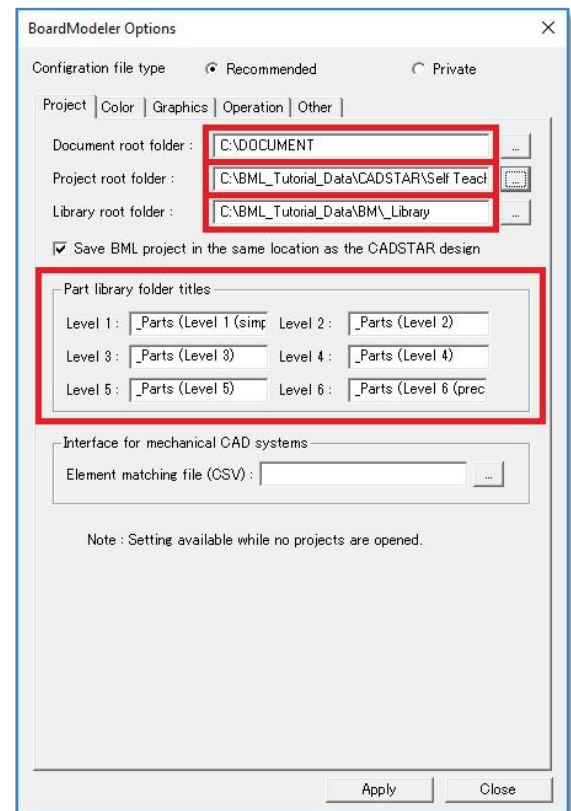 BoardModeler Options
Configration file type Recommended Private
Project Color Graphics Operation Other
Document root folder : C:\DOCUMENT ...
Project root folder : C:\BML_Tutorial_Data\CADSTAR\Self Teach ...
Library root folder : C:\BML_Tutorial_Data\BM\_Library ...
Save BML project in the same location as the CADSTAR design
Part library folder titles
Level 1 : _Parts (Level 1 (simp Level 2 : _Parts (Level 2)
Level 3 : _Parts (Level 3) Level 4 : _Parts (Level 4)
Level 5 : _Parts (Level 5) Level 6 : _Parts (Level 6 (prec
Interface for mechanical CAD systems
Element matching file (CSV) : ...
Note : Setting available while no projects are opened.
Apply Close